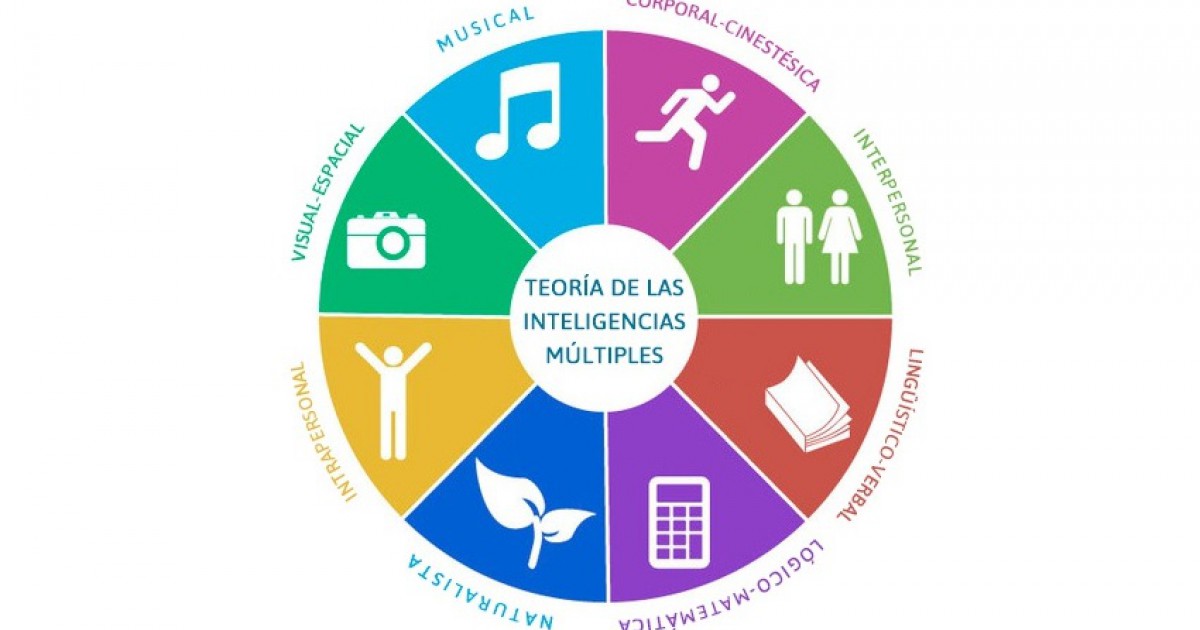 MUSICAL
CORPORAL-CINESTÉSICA
INTERPERSONAL
LINGÜÍSTICO-VERBAL
LÓGICO-MATEMÁTICA
NATURALISTA
INTRAPERSONAL
VISUAL-ESPACIAL
TEORÍA DE LAS
INTELIGENCIAS
MÚLTIPLES